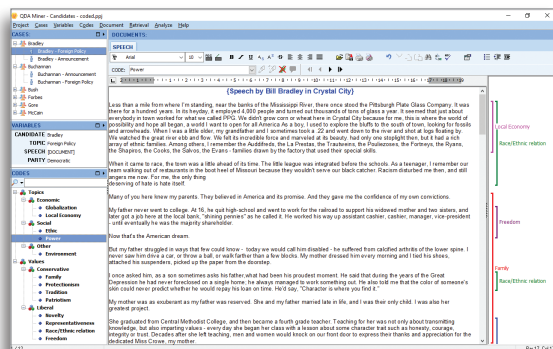 QDA Miner - Candidates - coded.ppj
Project Cases Variables Codes Document Retrieval Analyze Help
CASES:
Bradley
Bradley - Foreign Policy
Bradley - Announcement
Buchannan
Buchannan - Announcement
Buchannan - Foreign Policy
Bush
Forbes
Gore
McCain
VARIABLES
CANDIDATE Bradley
TOPIC Foreign Policy
SPEECH [DOCUMENT]
PARTY Democratic
CODES
Topics
Economic
Globalization
Local Economy
Social
Ethic
Power
Other
Environment
Values
Conservative
Family
Protectionism
Tradition
Patriotism
Liberal
Novelty
Representativeness
Race/Ethnic relation
Freedom
DOCUMENTS:
SPEECH
Arial 10
CODE: Power
(Speech by Bill Bradley in Crystal City)
Less than a mile from where I'm standing, near the banks of the Mississippi River, there once stood the Pittsburgh Plate Glass Company. It was
there for a hundred years. In its heyday, it employed 4,000 people and turned out thousands of tons of glass a year. It seemed that just about
everybody in town worked for what we called PPG. We didn't grow corn or wheat here in Crystal City because for me, this is where the world of
possibility and hope all began, a world I want to open for all of America. As a boy, I used to explore the bluffs to the south of town, looking for fossils
and arrowheads. When I was a little older, my grandfather and I sometimes took a .22 and went down to the river and shot at logs floating by.
We watched the great river ebb and flow. We felt its incredible force and marveled at its beauty. had only one stoplight then, but it had a rich
array of ethnic families. Among others, I remember the Aubuchons, the La Prestas,
the Shapiros, the Cooks, the Salvos, the Evans - families drawn by the factory that used their special skills.
When it came to race, the town was a little ahead of its time. The little league was integrated before the schools. As a teenager, I remember our
team walking out of restaurants in the boot heel of Missouri because they wouldn't serve our black catcher. Racism disturbed me then, and still
angers me now. For me, the only thing
deserving of hate is hate itself.
Many of you here knew my parents. They believed in America and its promise. And they gave me the confidence of my own convictions.
My father never went to college. At 16, he quit high-school and went to work for the railroad to support his widowed mother and two sisters, and
later got a job here at the local bank, "shining pennies" as he called it. He worked his way up assistant cashier, cashier, manager, vice-president
- until eventually he was the majority shareholder.
Now that's the American dream.
But my father struggled in ways that few could know - today we would call him disabled - he suffered from calcified arthritis of the lower spine. I
never saw him drive a car, or throw a ball, or walk farther than a few blocks. My mother dressed him every morning and I tied his shoes,
attached his suspenders, picked up the paper from the doorstep.
I once asked him, as a son sometimes asks his father, what had been his proudest moment. He said that during the years of the Great
Depression he had never foreclosed on a single home; he always managed to work something out. He also told me that the color of someone's
skin could never predict whether he would repay his loan on time. He'd say, "Character is where you find it."
My mother was as exuberant as my father was reserved. She and my father married late in life, and I was their only child. I was also her
greatest project.
She graduated from Central Methodist College, and then became a fourth grade teacher. Teaching for her was not only about transmitting
knowledge, but also imparting values - every day she began her class with a lesson about some character trait such as honesty, courage,
integrity or trust. Decades after she left teaching, men and women would knock on our front door to express their thanks and appreciation for the
dedicated Miss Crowe, my mother.
Local Economy
Race/Ethnic relation
Freedom
Family
Race/Ethnic relation